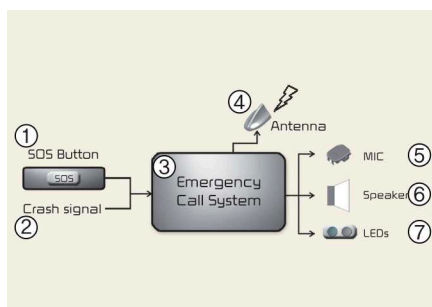 ④
Antenna
①
SOS Button
SOS
③
Emergency
Call System
MIC ⑤
Speaker ⑥
Crash signal
②
LEDs ⑦